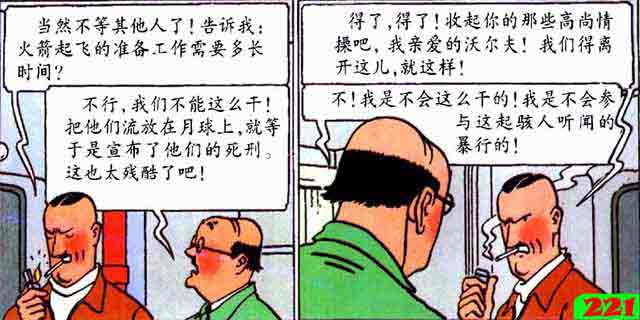 当然不等其他人了！告诉我：
火箭起飞的准备工作需要多长
时间？
不行，我们不能这么干！
把他们流放在月球上，就等
于是宣布了他们的死刑。
这也太残酷了吧！
得了，得了！收起你的那些高尚情
操吧，我亲爱的沃尔夫！我们得离
开这儿，就这样！
不！我是不会这么干的！我是不会参
与这起骇人听闻的
暴行的！
221